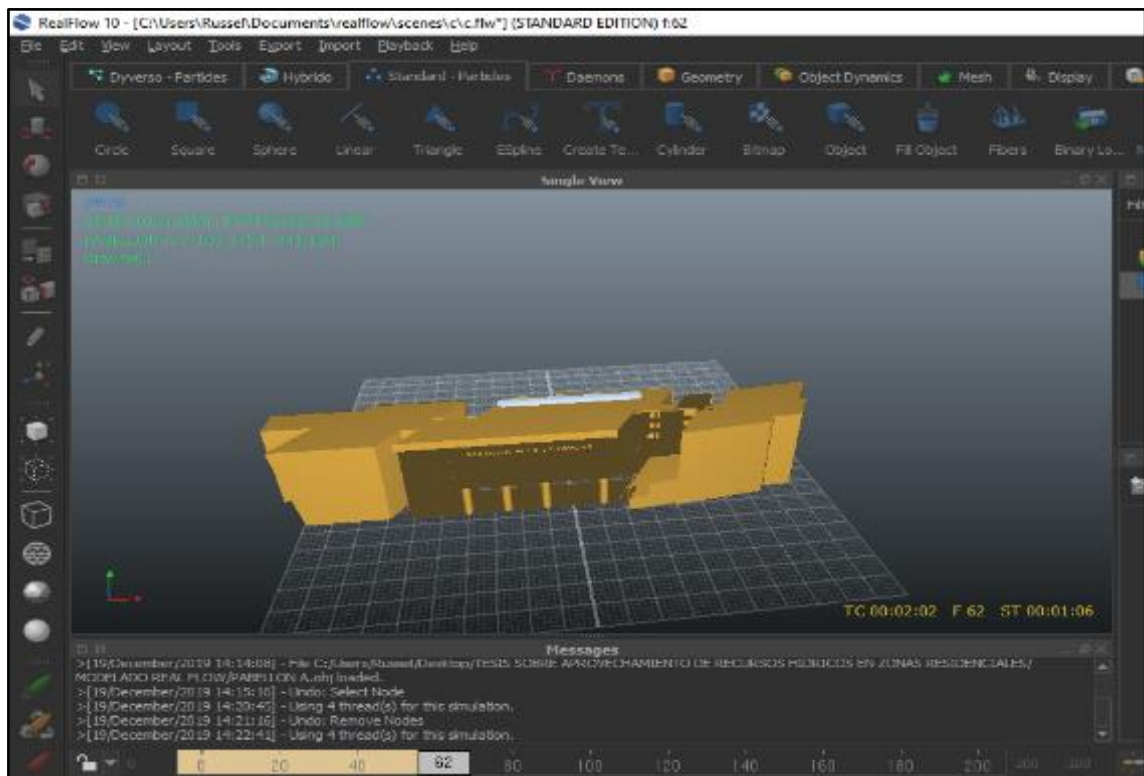 RealFlow 10 - [C:\Users\Russel\Documents\realflow\scenes\c\c.flw*] (STANDARD EDITION) f:62
File Edit View Layout Tools Export Import Playback Help
Dyverso - Particles Hybrido Standard - Particles Daemons Geometry Object Dynamics Mesh Display
Circle Square Sphere Linear Triangle ESpline Create Te... Cylinder Bitmap Object Fill Object Fibers Binary Lo...
Single View
TC 00:02:02 F 62 ST 00:01:06
Messages
>[19/December/2019 14:14:08] - File C:/Users/Russel/Desktop/TESIS SOBRE APROVECHAMIENTO DE RECURSOS HIDRICOS EN ZONAS RESIDENCIALES/
MODELADO REAL FLOW/PABELLON A.obj loaded.
>[19/December/2019 14:15:10] - Undo: Select Node
>[19/December/2019 14:20:45] - Using 4 thread(s) for this simulation.
>[19/December/2019 14:21:16] - Undo: Remove Nodes
>[19/December/2019 14:22:41] - Using 4 thread(s) for this simulation.
0 20 40 62 80 100 120 140 160 180 200